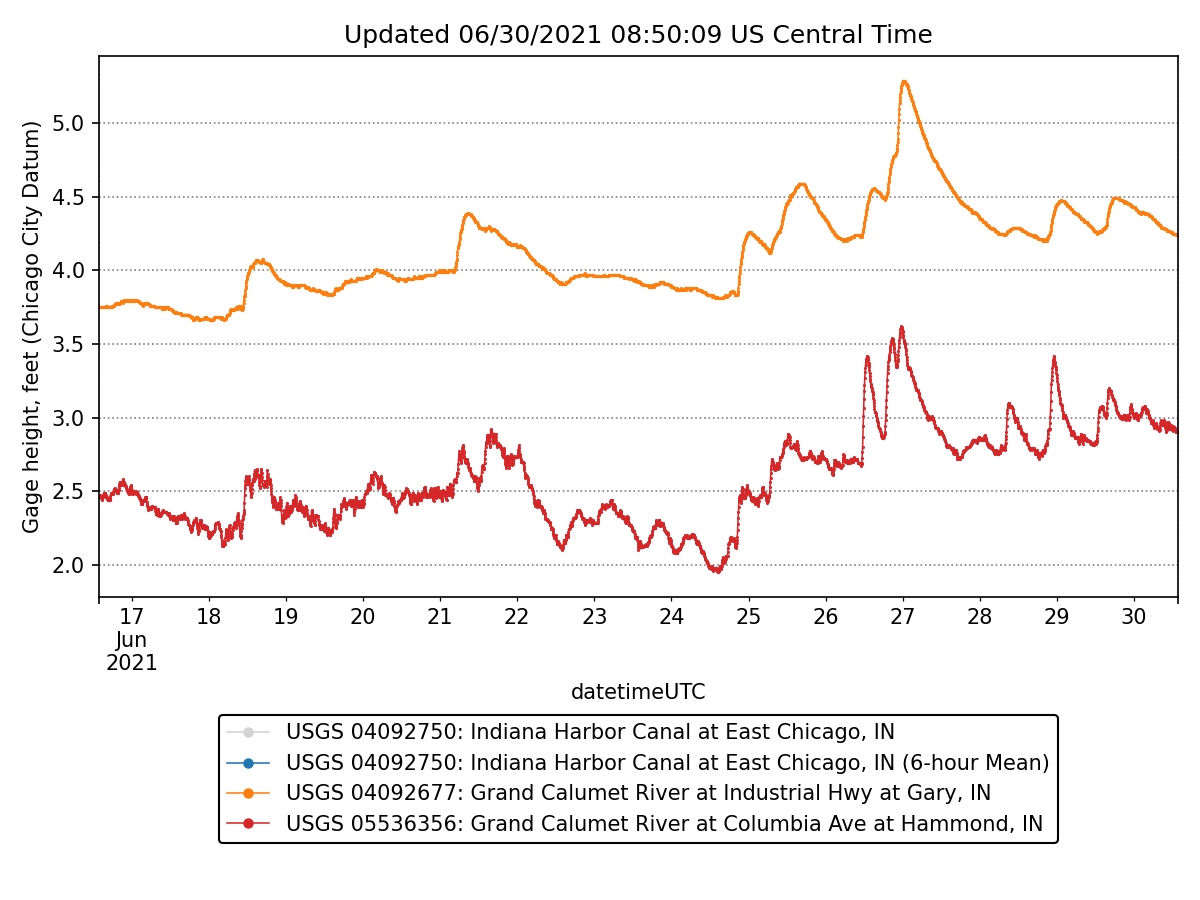 Updated 06/30/2021 08:50:09 US Central Time
Gage height, feet (Chicago City Datum)
5.0
4.5
4.0
3.5
3.0
2.5
2.0
17 18 19 20 21 22 23 24 25 26 27 28 29 30
Jun
2021
datetimeUTC
USGS 04092750: Indiana Harbor Canal at East Chicago, IN
USGS 04092750: Indiana Harbor Canal at East Chicago, IN (6-hour Mean)
USGS 04092677: Grand Calumet River at Industrial Hwy at Gary, IN
USGS 05536356: Grand Calumet River at Columbia Ave at Hammond, IN